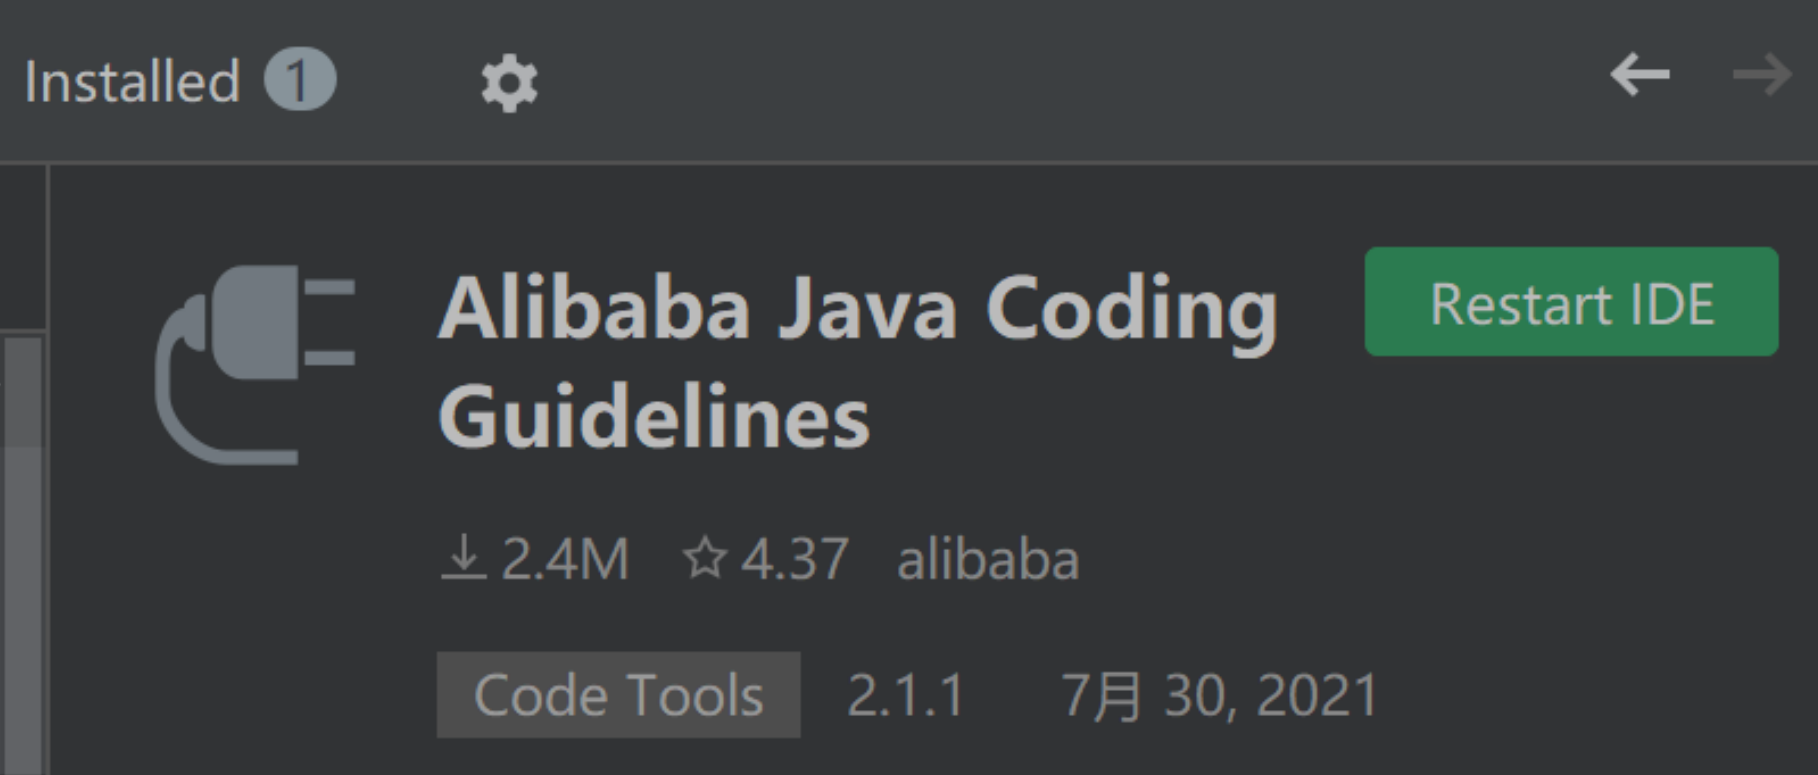 Installed 1
Alibaba Java Coding
Guidelines
Restart IDE
2.4M 4.37 alibaba
Code Tools 2.1.1 7月 30, 2021